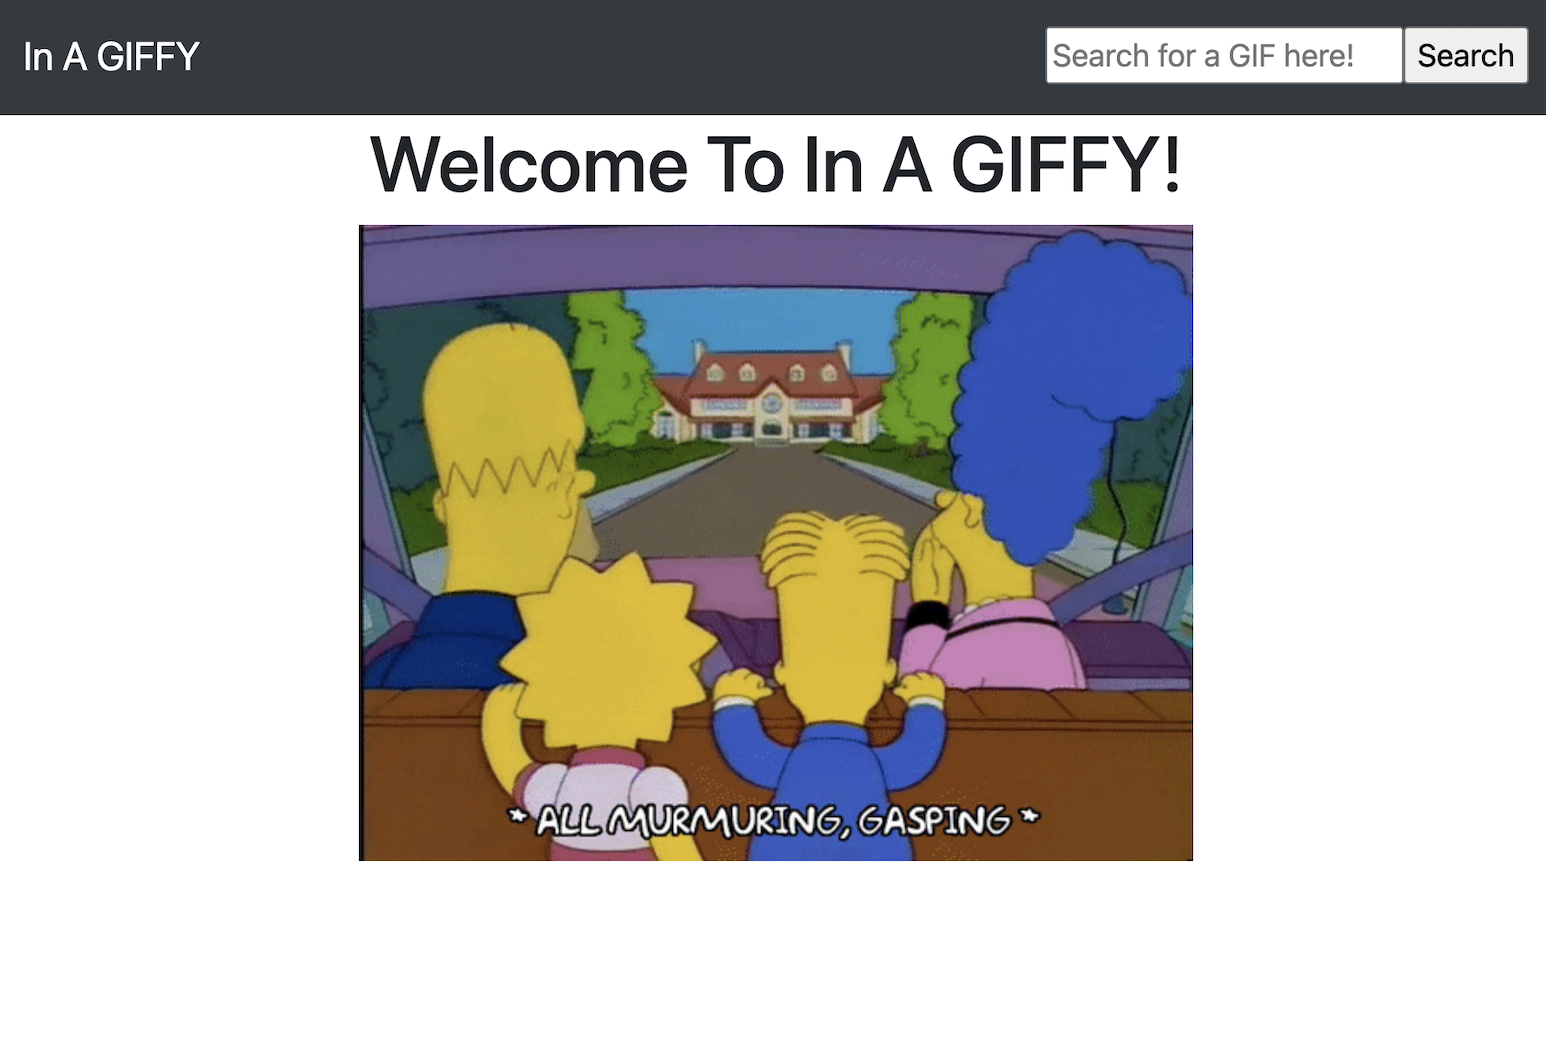 In A GIFFY
Search for a GIF here!
Search
Welcome To In A GIFFY!
* ALL MURMURING, GASPING *